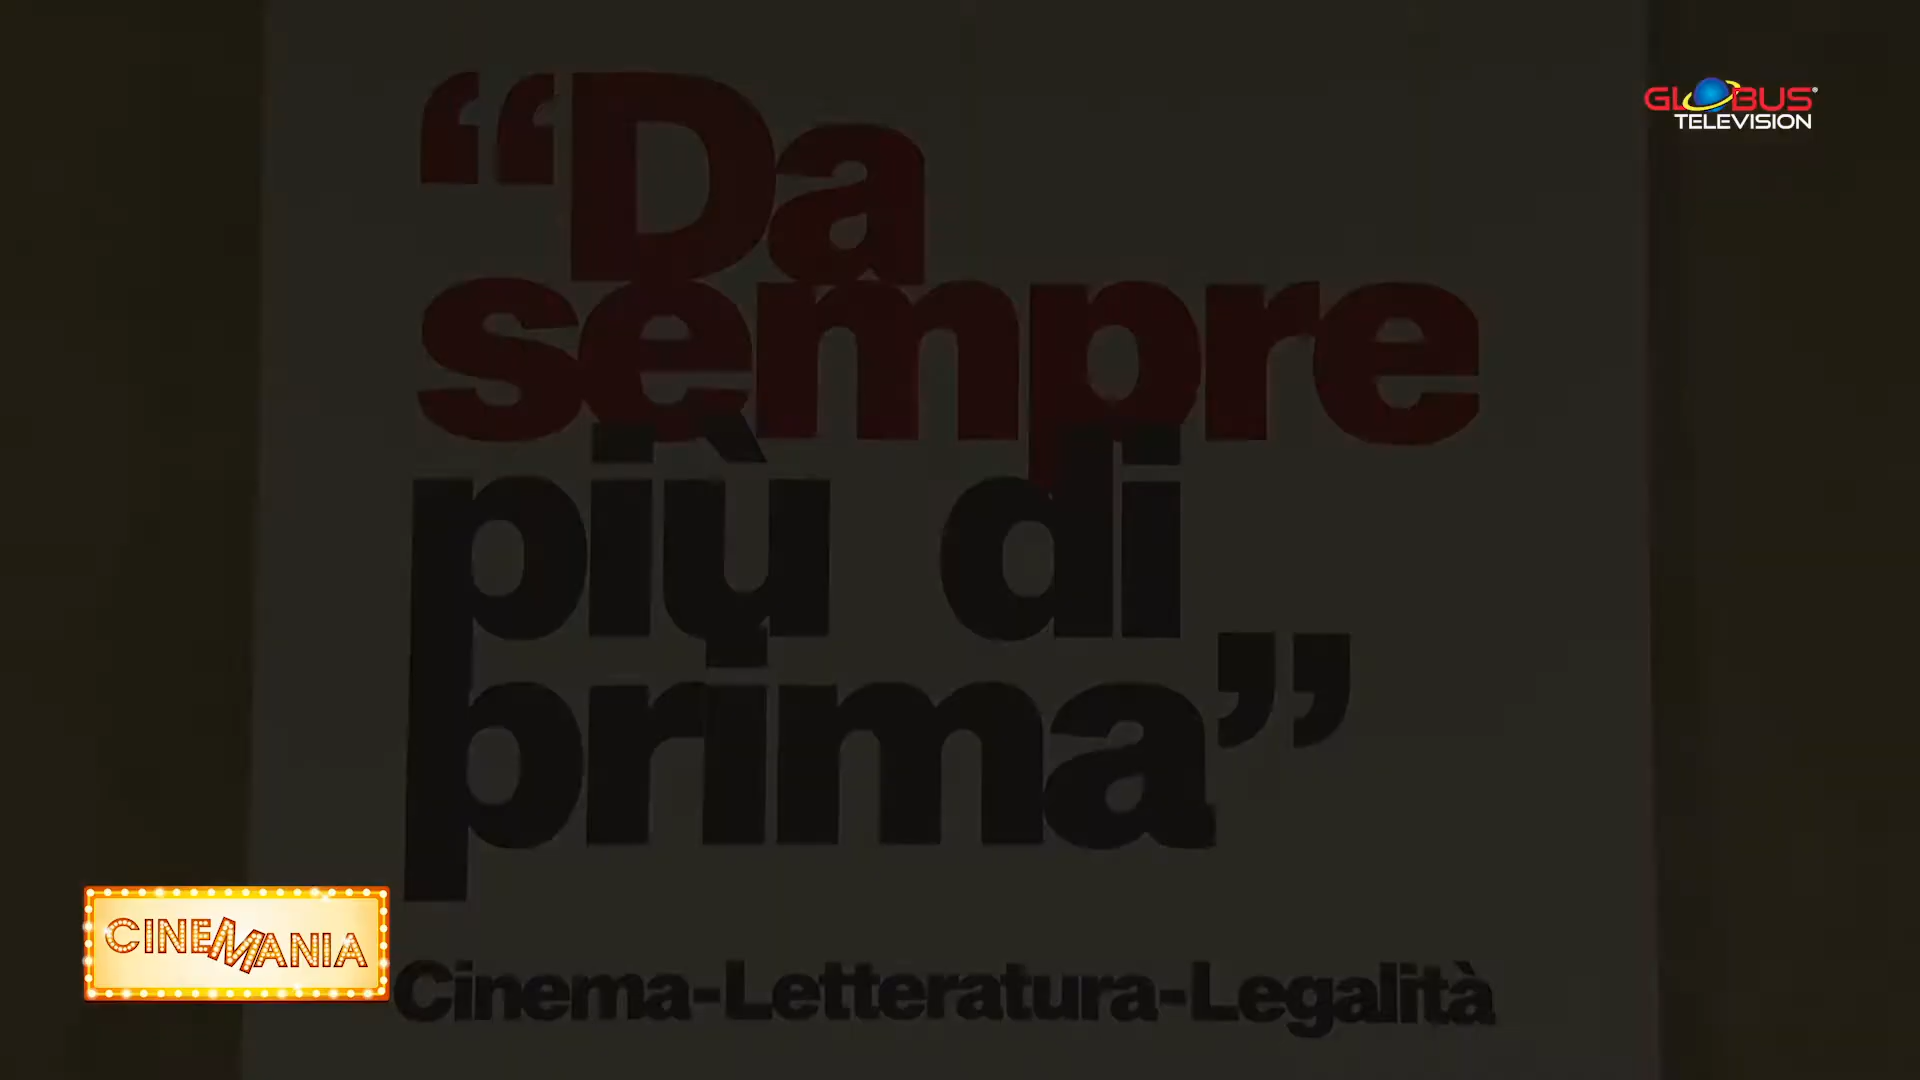 GLOBUS®
TELEVISION
“Da
sempre
più di
prima”
CINEMANIA
Cinema-Letteratura-Legalità